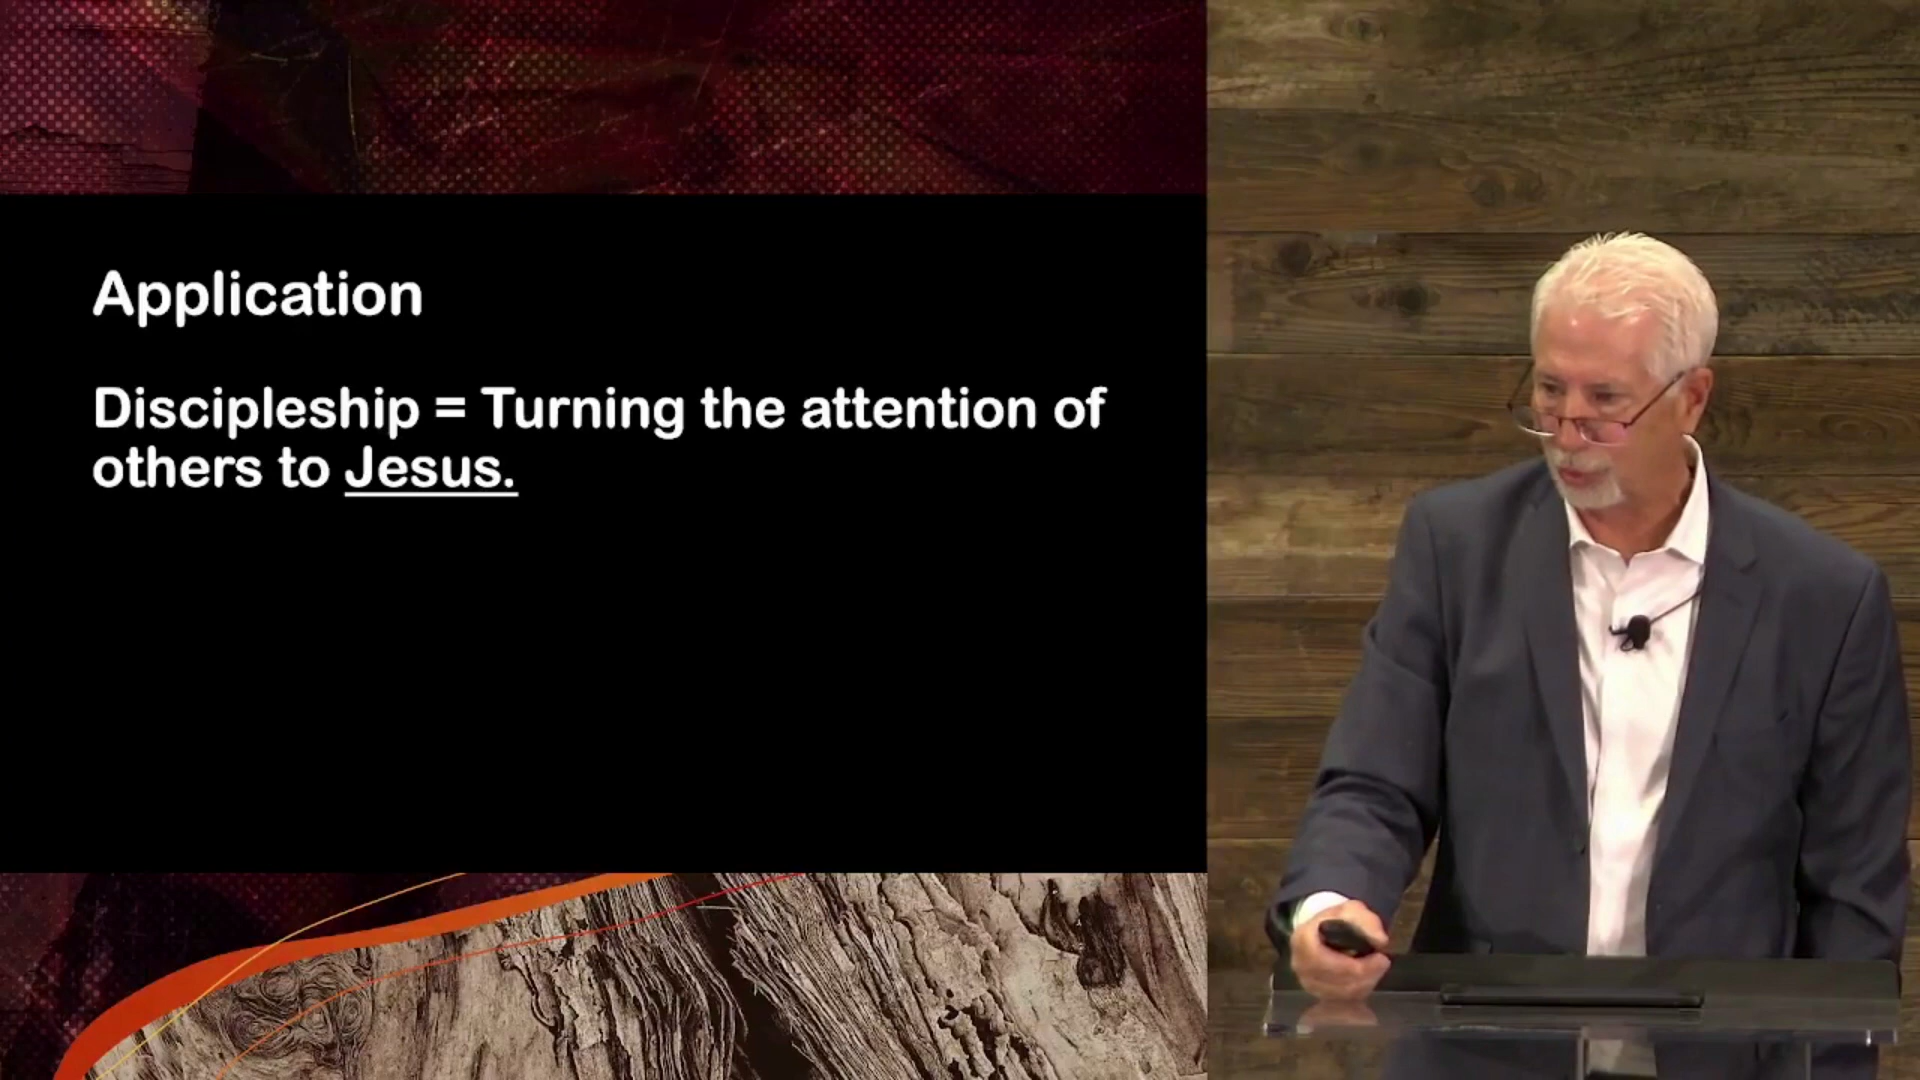 Application
Discipleship = Turning the attention of
others to Jesus.